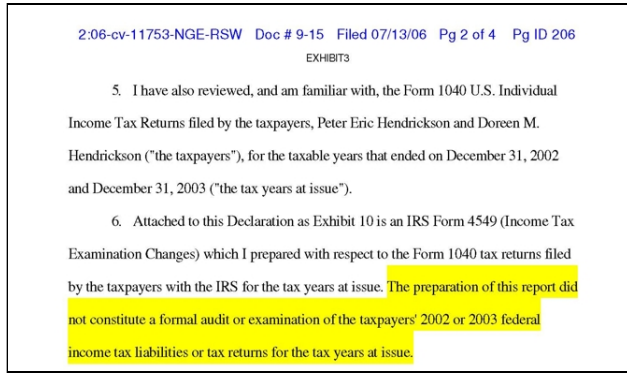 2:06-cv-11753-NGE-RSW Doc # 9-15 Filed 07/13/06 Pg 2 of 4 Pg ID 206
EXHIBIT3
5. I have also reviewed, and am familiar with, the Form 1040 U.S. Individual
Income Tax Returns filed by the taxpayers, Peter Eric Hendrickson and Doreen M.
Hendrickson ("the taxpayers"), for the taxable years that ended on December 31, 2002
and December 31, 2003 ("the tax years at issue").
6. Attached to this Declaration as Exhibit 10 is an IRS Form 4549 (Income Tax
Examination Changes) which I prepared with respect to the Form 1040 tax returns filed
by the taxpayers with the IRS for the tax years at issue. The preparation of this report did
not constitute a formal audit or examination of the taxpayers' 2002 or 2003 federal
income tax liabilities or tax returns for the tax years at issue.